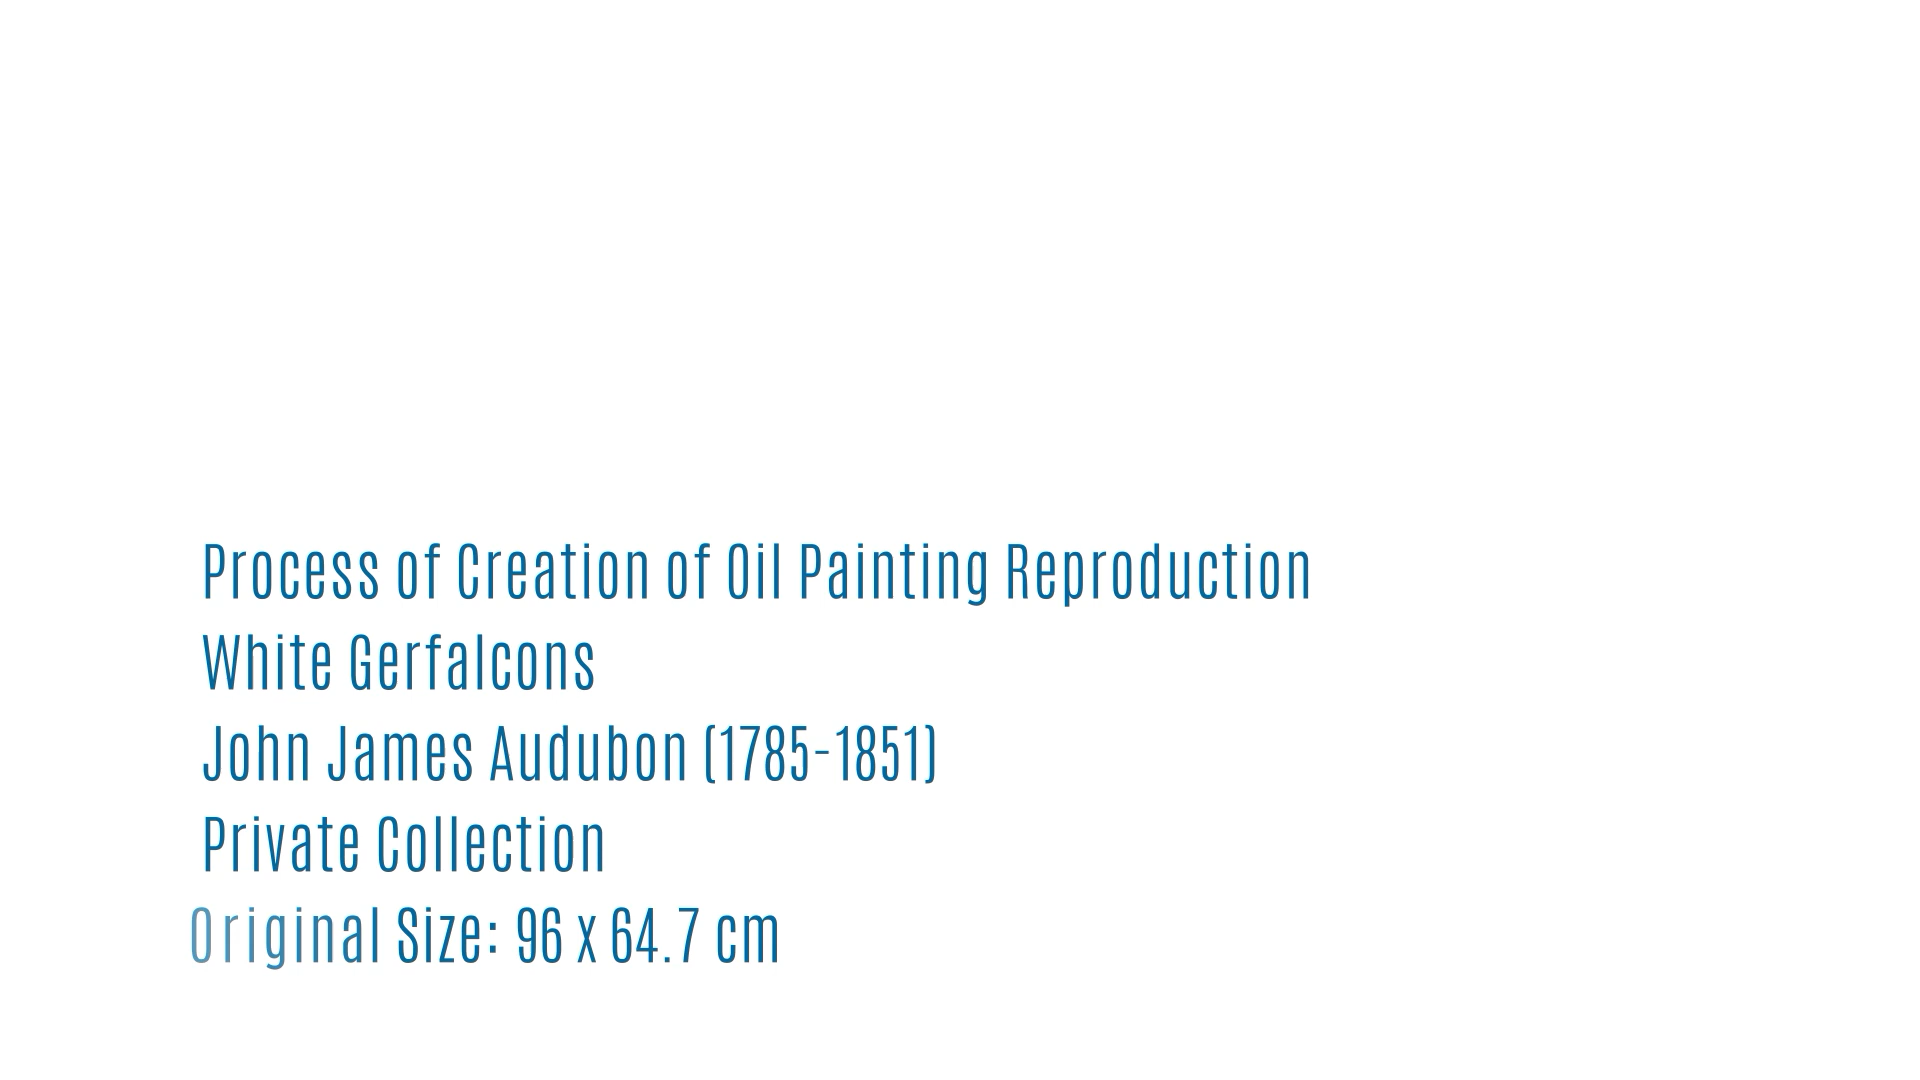 Process of Creation of Oil Painting Reproduction
White Gerfalcons
John James Audubon (1785-1851)
Private Collection
Original Size: 96 x 64.7 cm